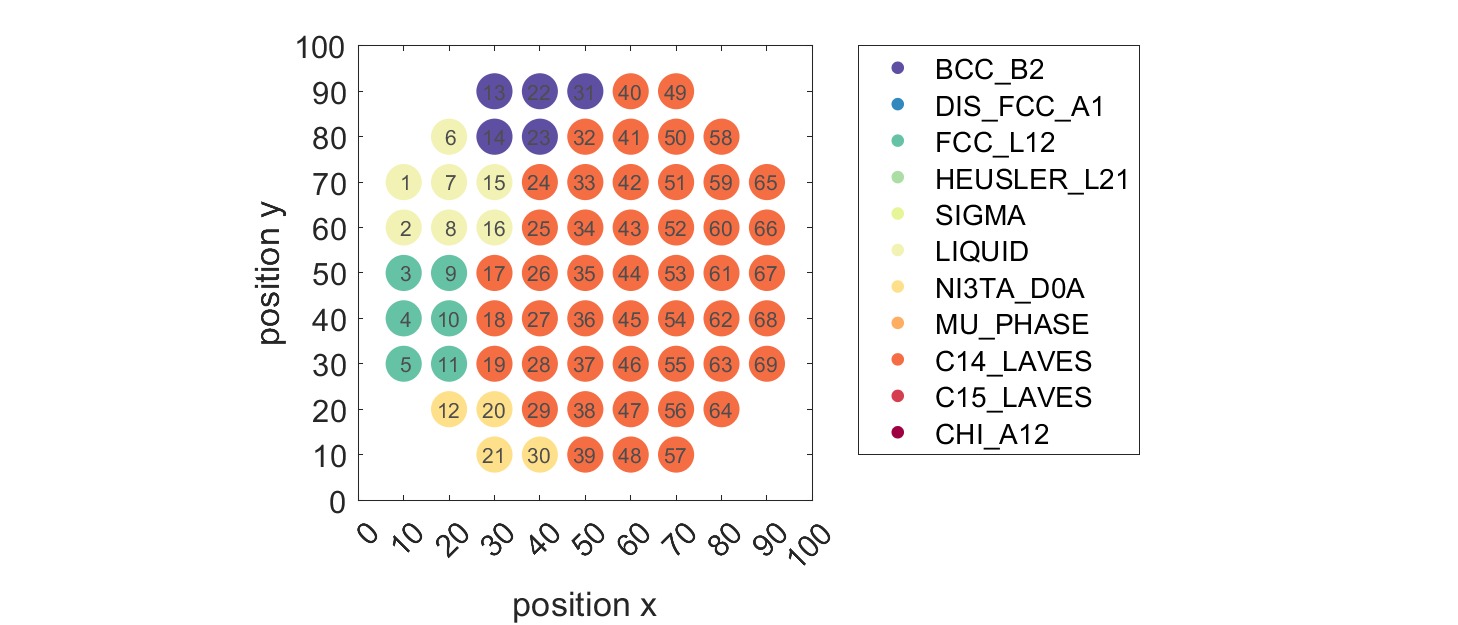 100
90 13 22 31 40 49
80 6 14 23 32 41 50 58
70 1 7 15 24 33 42 51 59 65
60 2 8 16 25 34 43 52 60 66
50 3 9 17 26 35 44 53 61 67
40 4 10 18 27 36 45 54 62 68
30 5 11 19 28 37 46 55 63 69
20 12 20 29 38 47 56 64
10 21 30 39 48 57
0
0 10 20 30 40 50 60 70 80 90 100
position x
position y
BCC_B2
DIS_FCC_A1
FCC_L12
HEUSLER_L21
SIGMA
LIQUID
NI3TA_D0A
MU_PHASE
C14_LAVES
C15_LAVES
CHI_A12